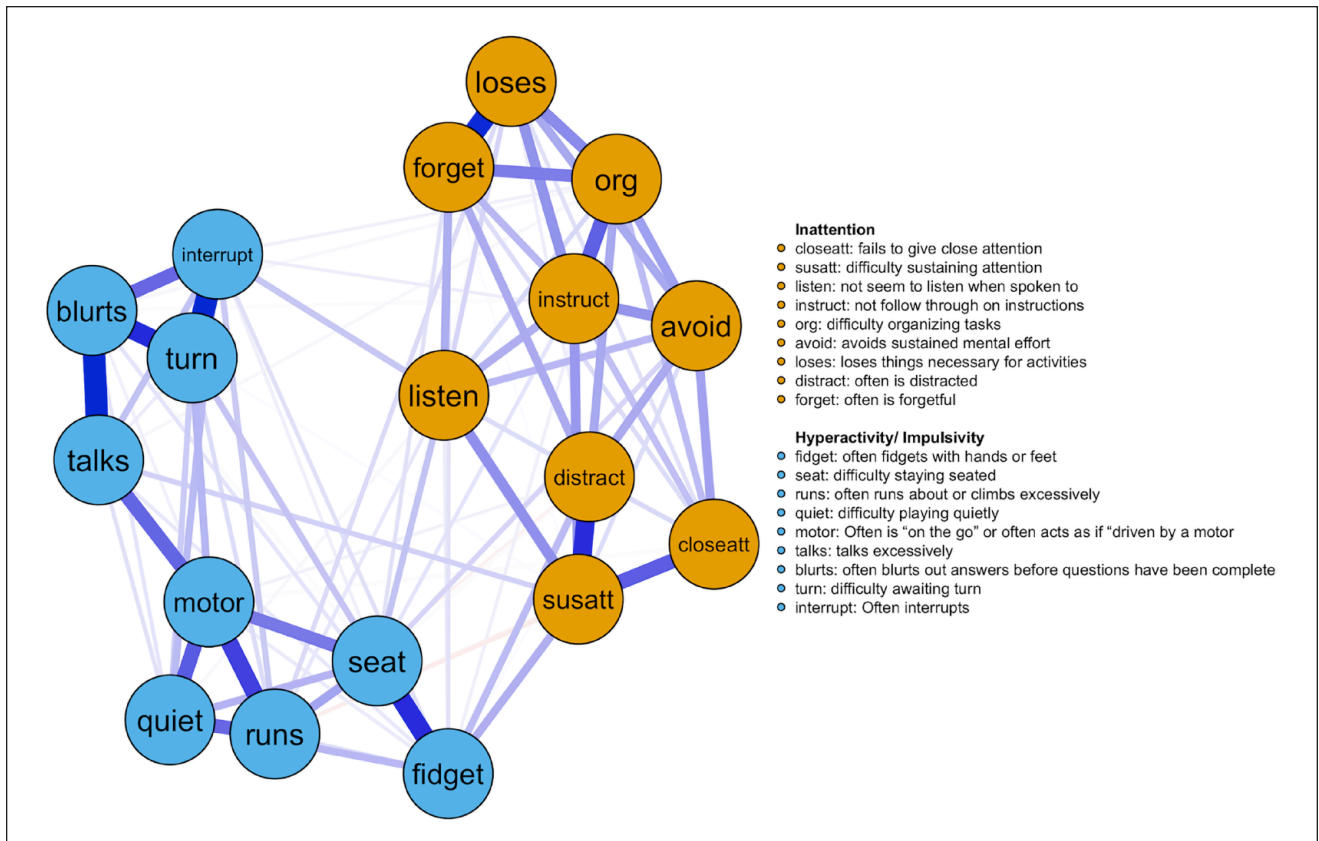 loses
forget
org
interrupt
blurts
instruct
avoid
turn
listen
talks
distract
closeatt
motor
susatt
seat
quiet
runs
fidget
Inattention
closeatt: fails to give close attention
susatt: difficulty sustaining attention
listen: not seem to listen when spoken to
instruct: not follow through on instructions
org: difficulty organizing tasks
avoid: avoids sustained mental effort
loses: loses things necessary for activities
distract: often is distracted
forget: often is forgetful
Hyperactivity/ Impulsivity
fidget: often fidgets with hands or feet
seat: difficulty staying seated
runs: often runs about or climbs excessively
quiet: difficulty playing quietly
motor: Often is “on the go” or often acts as if “driven by a motor
talks: talks excessively
blurts: often blurts out answers before questions have been complete
turn: difficulty awaiting turn
interrupt: Often interrupts